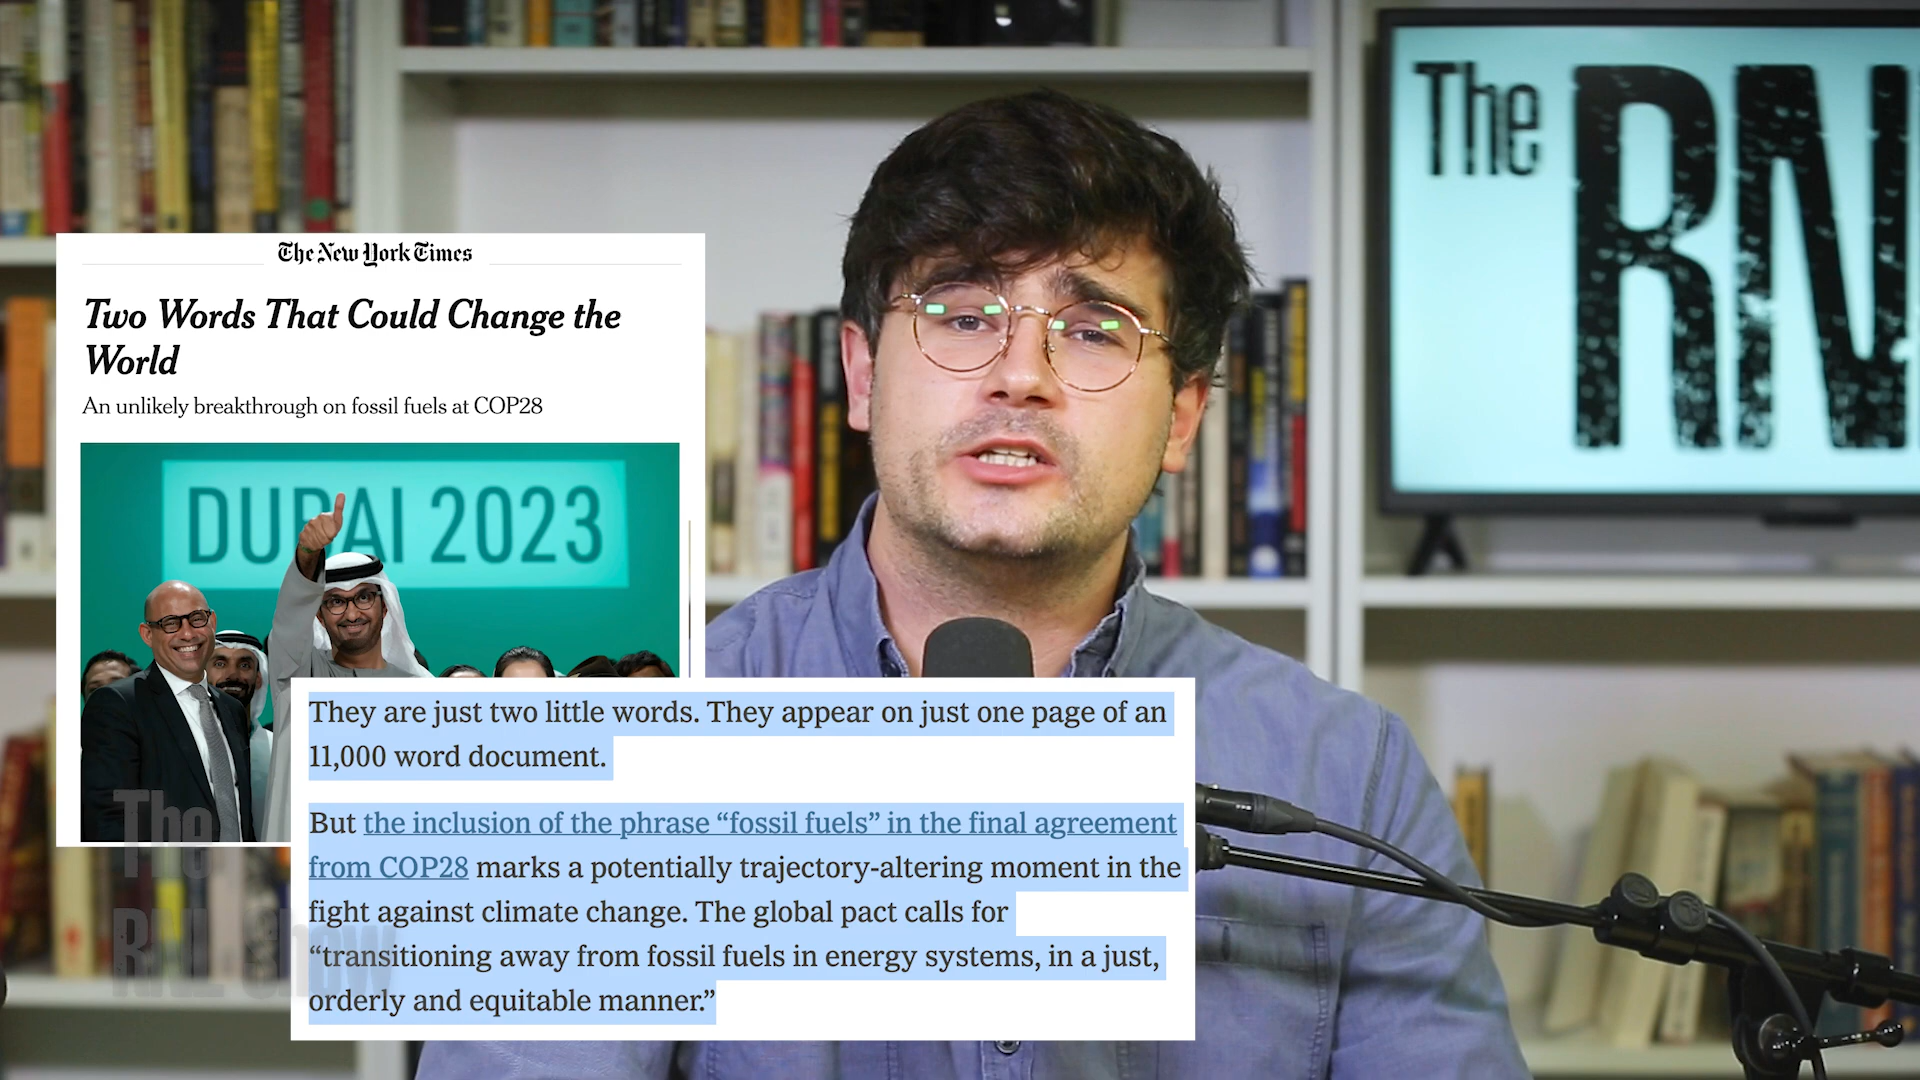 The RN
The New York Times
Two Words That Could Change the
World
An unlikely breakthrough on fossil fuels at COP28
DUBAI 2023
They are just two little words. They appear on just one page of an
11,000 word document.
But the inclusion of the phrase “fossil fuels” in the final agreement
from COP28 marks a potentially trajectory-altering moment in the
fight against climate change. The global pact calls for
“transitioning away from fossil fuels in energy systems, in a just,
orderly and equitable manner.”
The
RNL Show